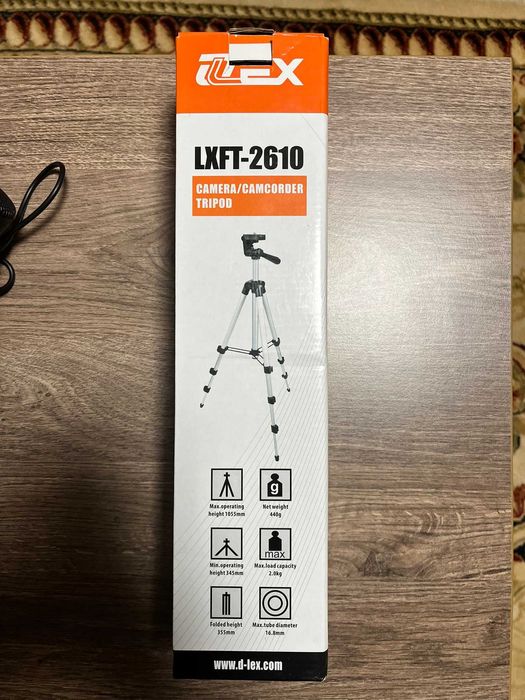 DLEX
LXFT-2610
CAMERA/CAMCORDER
TRIPOD
Max.operating
height 1055mm
g
Net weight
440g
Min.operating
height 345mm
max
Max.load capacity
2.0kg
Folded height
355mm
Max.tube diameter
16.8mm
www.d-lex.com